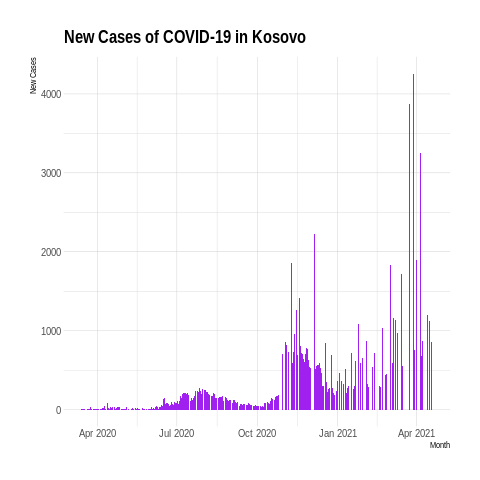 New Cases of COVID-19 in Kosovo
New Cases
4000
3000
2000
1000
0
Apr 2020 Jul 2020 Oct 2020 Jan 2021 Apr 2021
Month